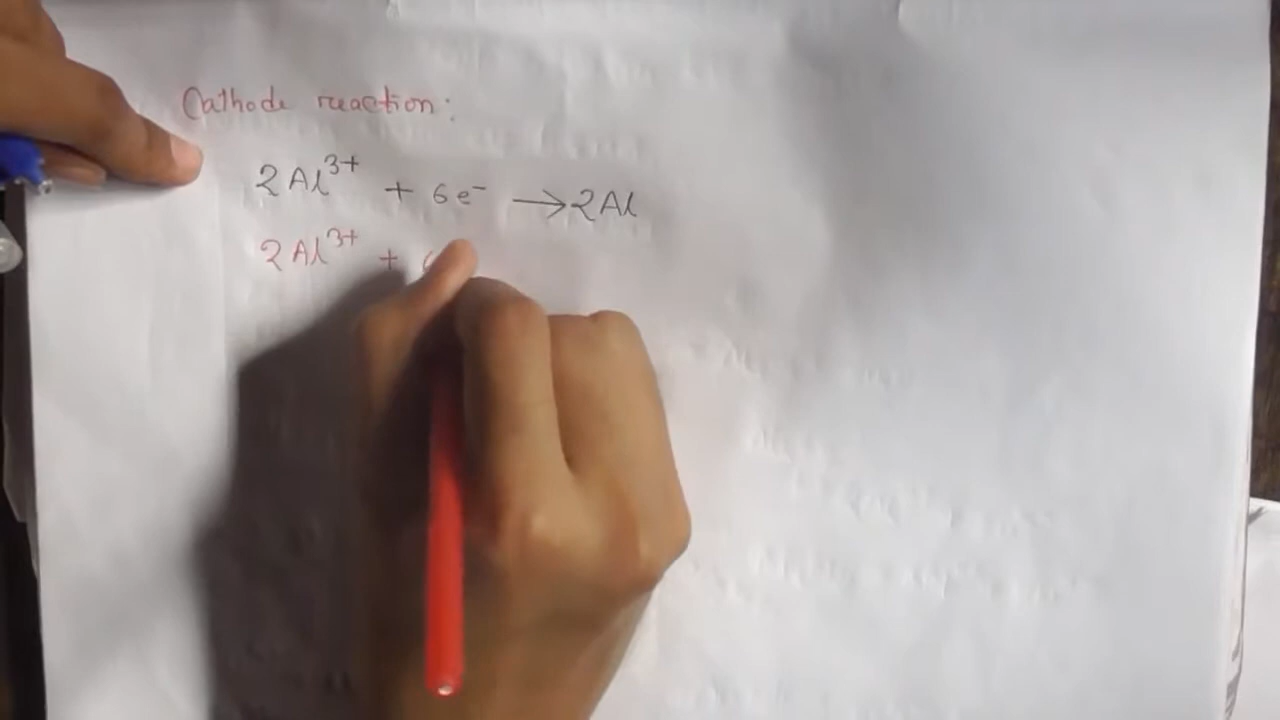 Cathode reaction:
2Al³⁺ + 6e⁻ → 2Al
2Al³⁺ +